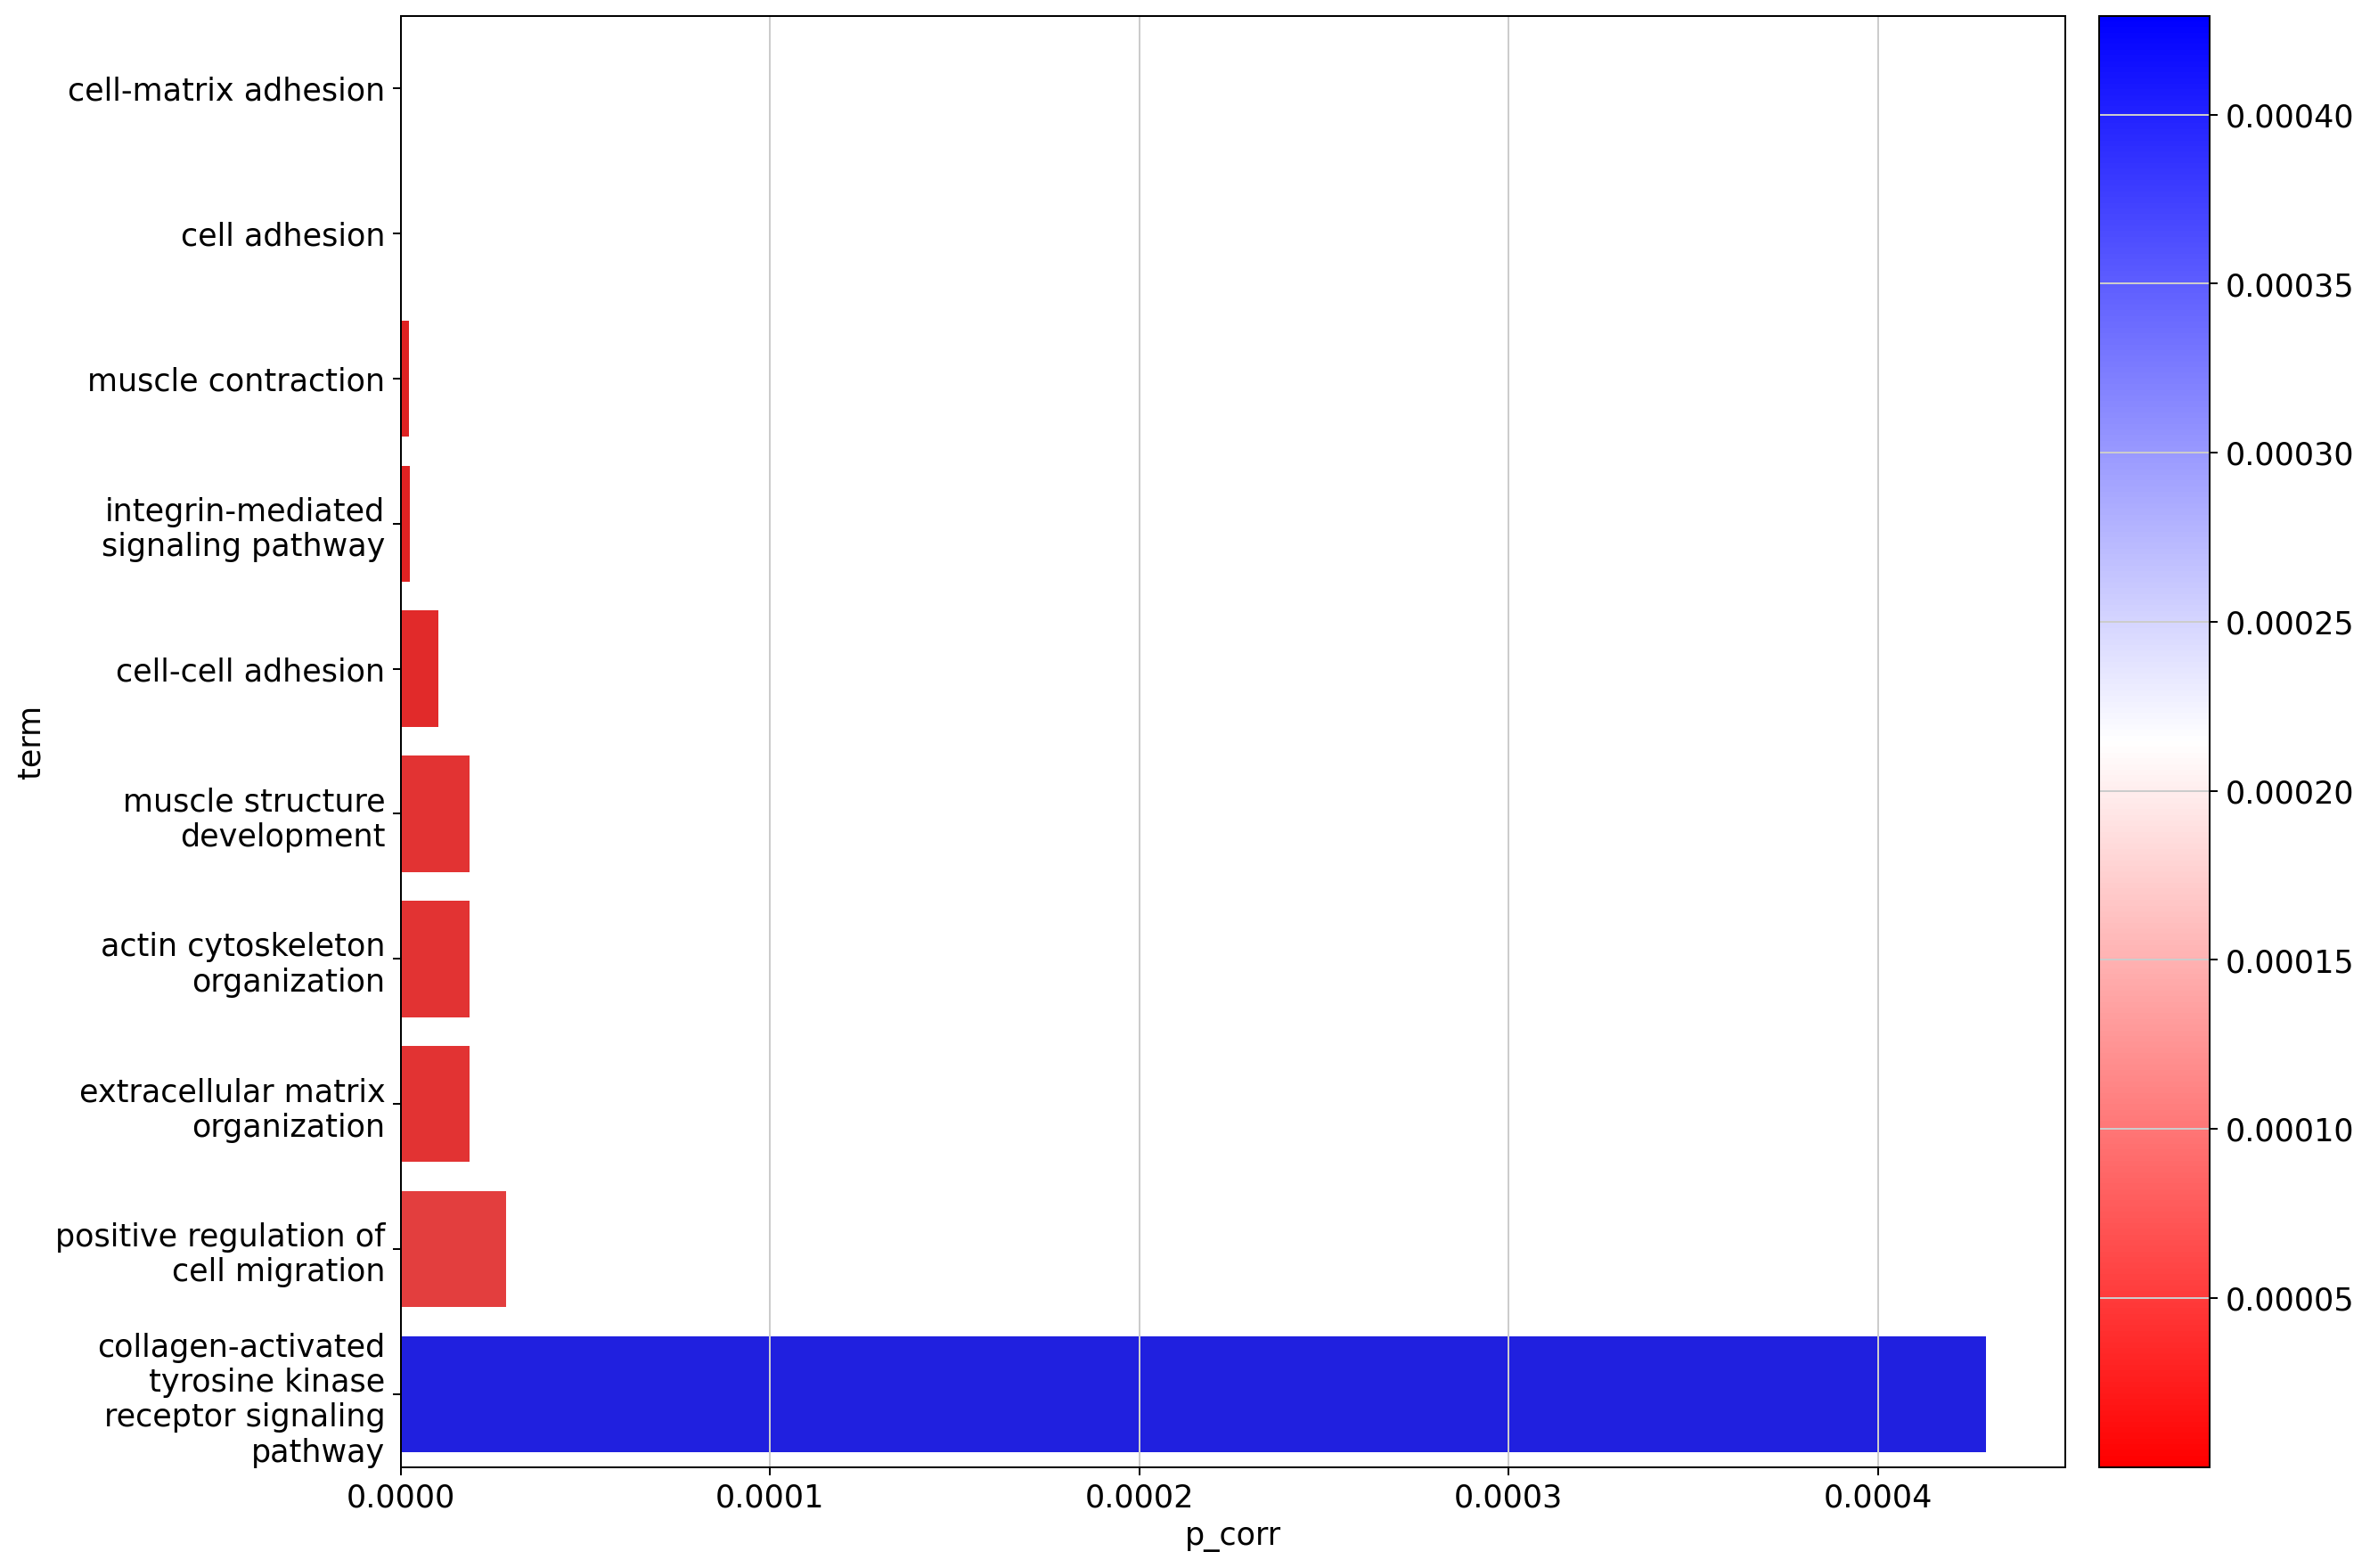 cell-matrix adhesion
cell adhesion
muscle contraction
integrin-mediated
signaling pathway
cell-cell adhesion
muscle structure
development
actin cytoskeleton
organization
extracellular matrix
organization
positive regulation of
cell migration
collagen-activated
tyrosine kinase
receptor signaling
pathway
term
0.0000
0.0001
0.0002
0.0003
0.0004
p_corr
0.00040
0.00035
0.00030
0.00025
0.00020
0.00015
0.00010
0.00005